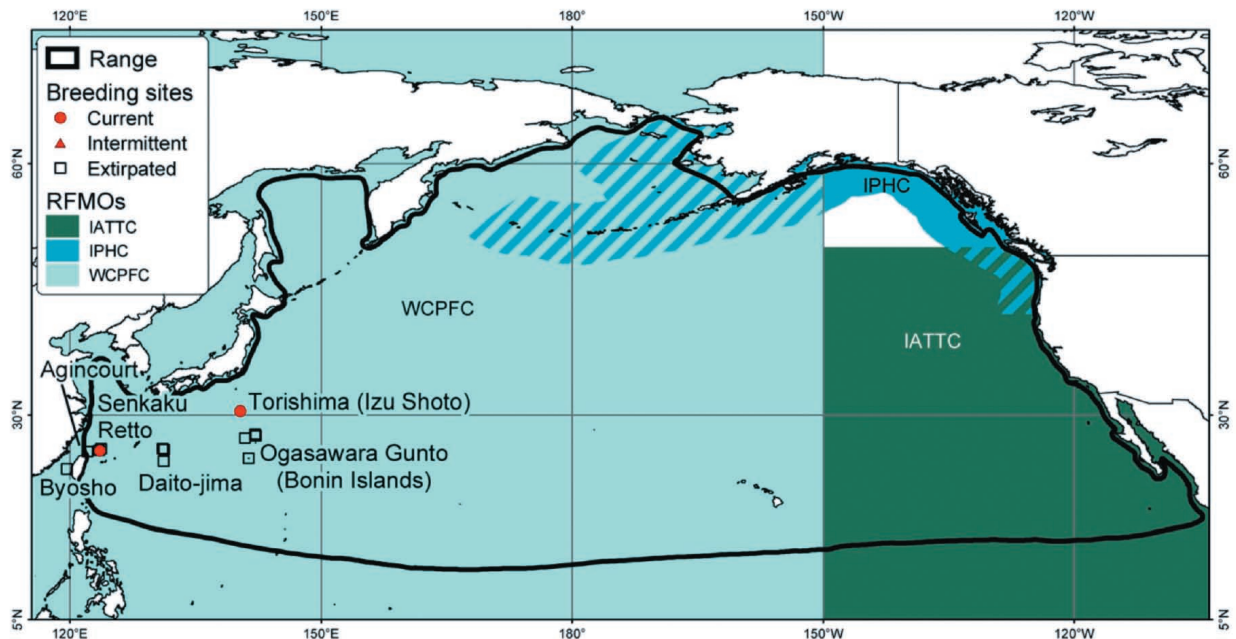 120°E 150°E 180° 150°W 120°W
Range
Breeding sites
Current
Intermittent
Extirpated
RFMOs
IATTC
IPHC
WCPFC
60°N
60°N
IPHC
WCPFC
IATTC
Agincourt
Senkaku
Retto
Torishima (Izu Shoto)
30°N
30°N
Ogasawara Gunto
(Bonin Islands)
Byosho
Daito-jima
5°N
5°N
120°E 150°E 180° 150°W 120°W